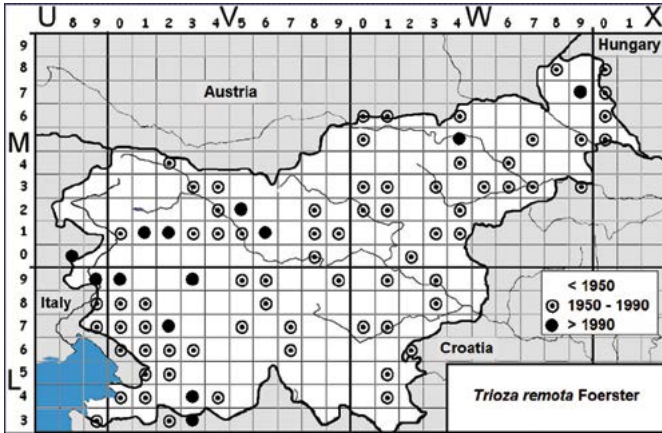 U 8 9 0 1 2 3 V 5 6 7 8 9 0 1 2 3 4 W 6 7 8 9 0 1 X
9
Hungary
8
Austria
7
6
M 5
4
3
2
1
0
9
< 1950
Italy 8
1950 - 1990
7
> 1990
6
Croatia
5
L
4
Trioza remota Foerster
3